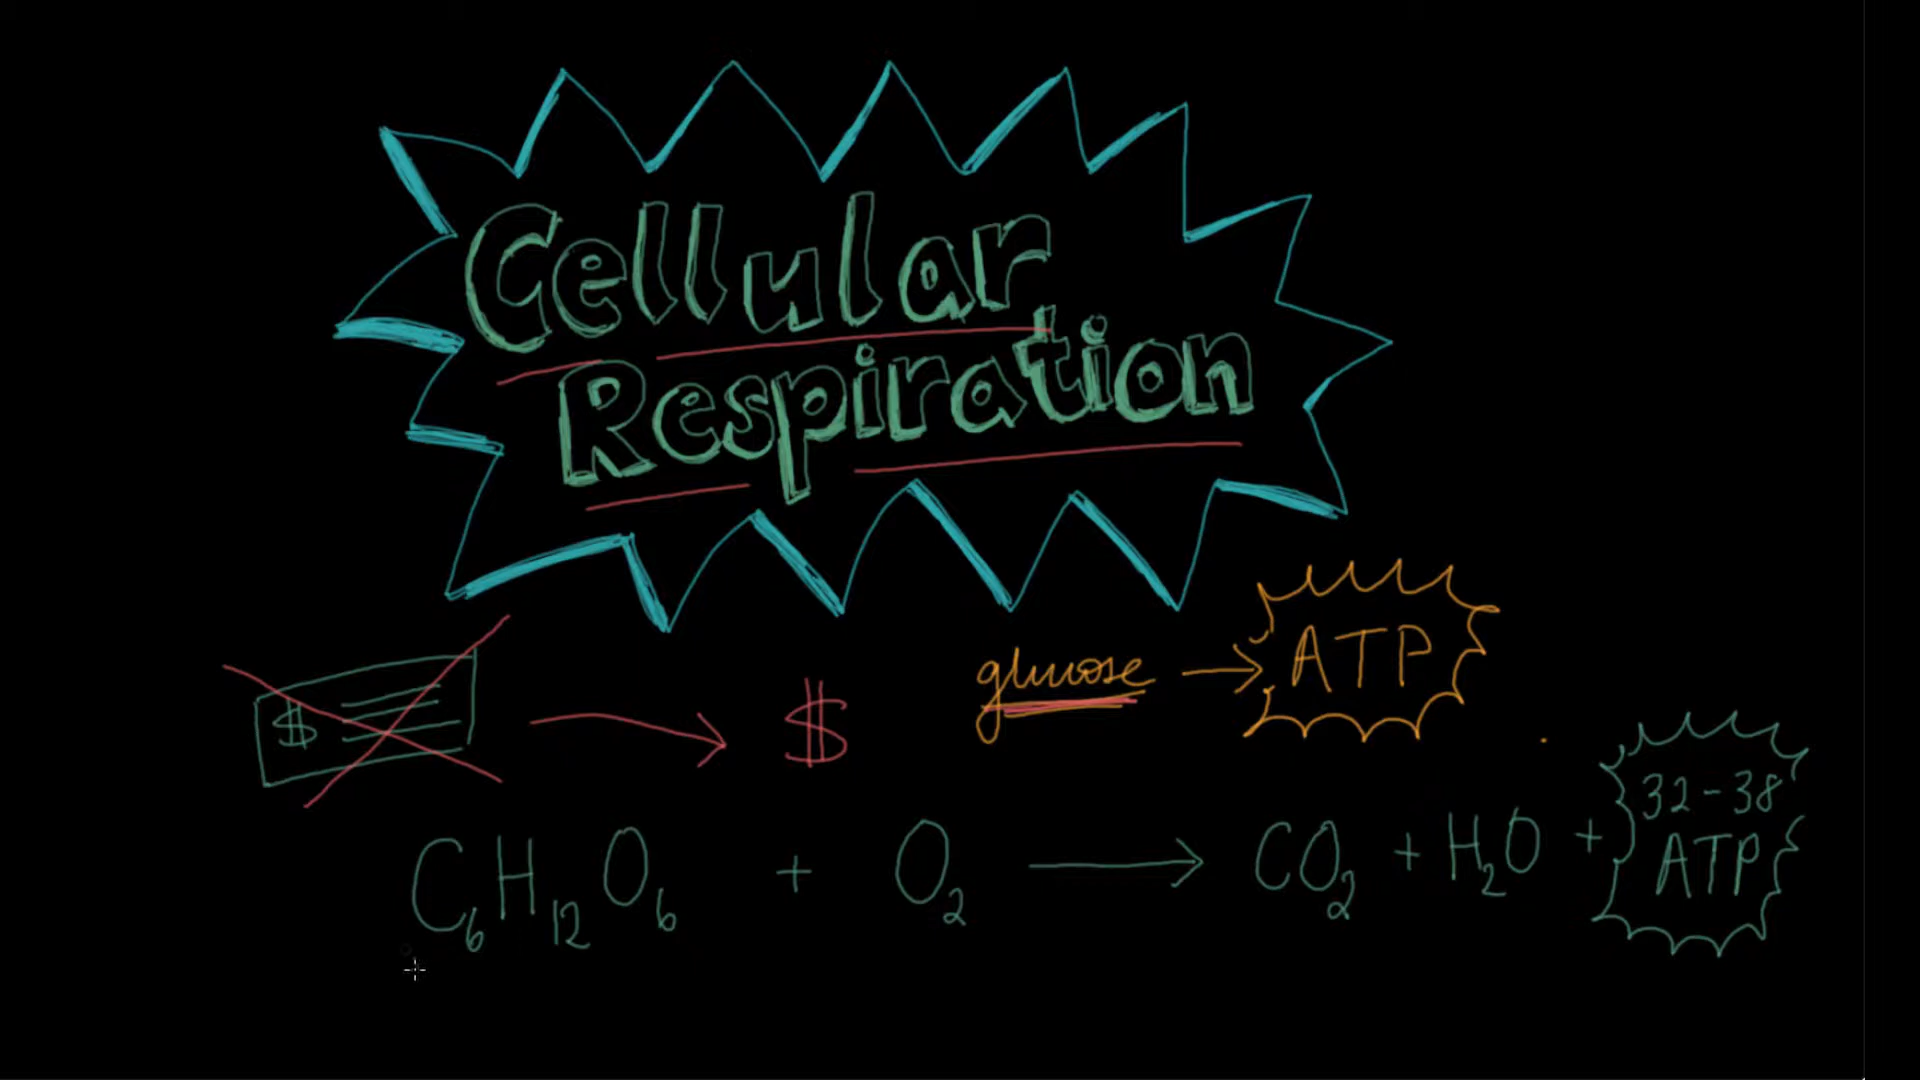 Cellular
Respiration
$ → $
glucose → ATP
C₆H₁₂O₆ + O₂ → CO₂ + H₂O + 32-38 ATP